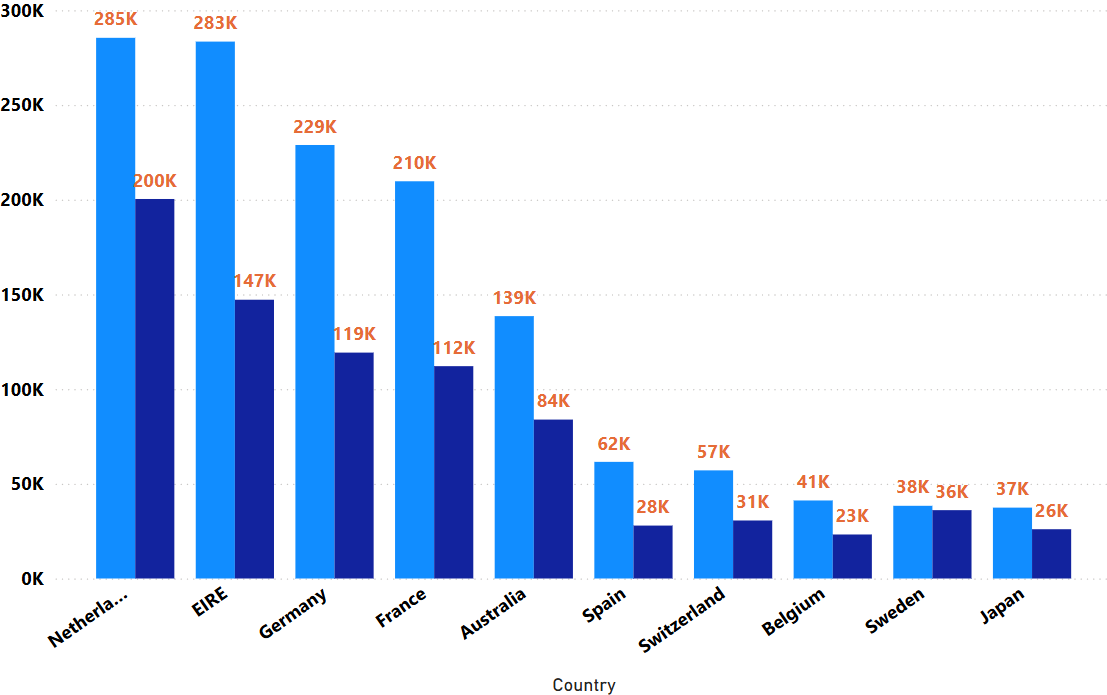 300K
250K
200K
150K
100K
50K
0K
285K
200K
283K
147K
229K
119K
210K
112K
139K
84K
62K
28K
57K
31K
41K
23K
38K
36K
37K
26K
Netherla...
EIRE
Germany
France
Australia
Spain
Switzerland
Belgium
Sweden
Japan
Country